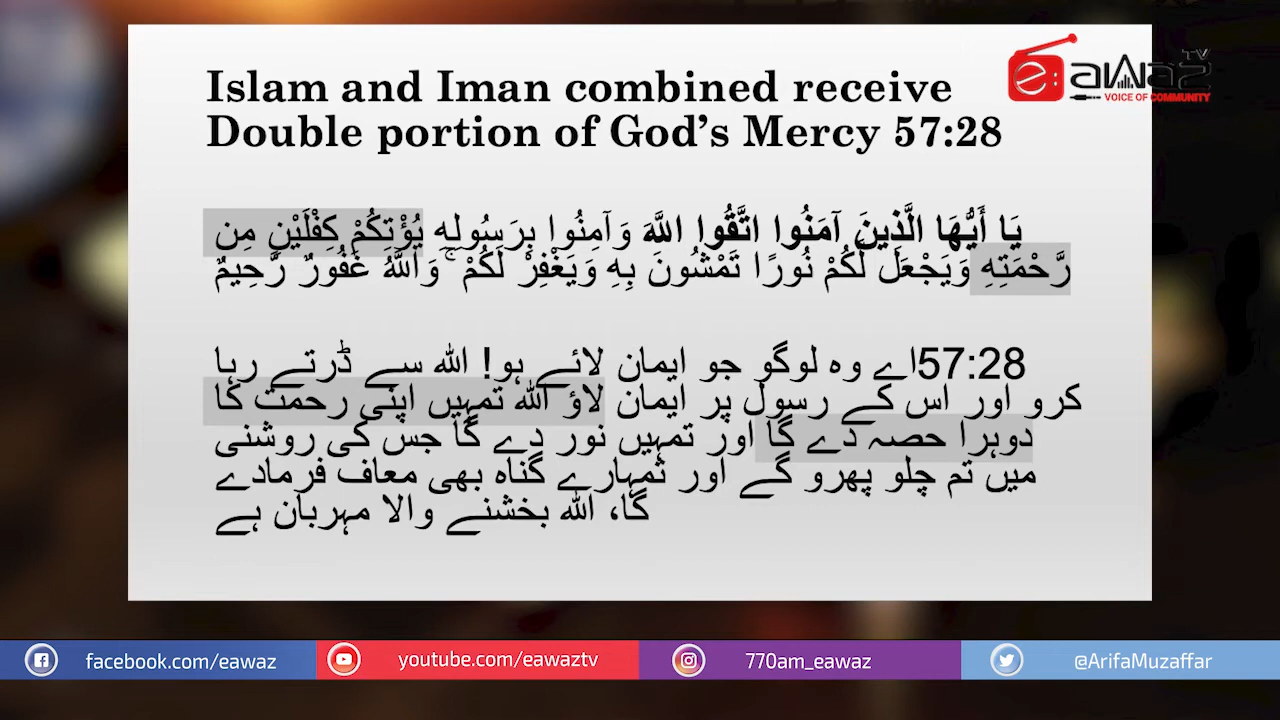 Islam and Iman combined receive
Double portion of God's Mercy 57:28
e awaz TV
VOICE OF COMMUNITY
يَا أَيُّهَا الَّذِينَ آمَنُوا اتَّقُوا اللَّهَ وَآمِنُوا بِرَسُولِهِ يُؤْتِكُمْ كِفْلَيْنِ مِن
رَّحْمَتِهِ وَيَجْعَل لَّكُمْ نُورًا تَمْشُونَ بِهِ وَيَغْفِرْ لَكُمْ ۚ وَاللَّهُ غَفُورٌ رَّحِيمٌ
57:28اے وہ لوگو جو ایمان لائے ہو! اللہ سے ڈرتے رہا
کرو اور اس کے رسول پر ایمان لاؤ اللہ تمہیں اپنی رحمت کا
دوہرا حصہ دے گا اور تمہیں نور دے گا جس کی روشنی
میں تم چلو پھرو گے اور تمہارے گناہ بھی معاف فرمادے
گا، اللہ بخشنے والا مہربان ہے
facebook.com/eawaz
youtube.com/eawaztv
770am_eawaz
@ArifaMuzaffar